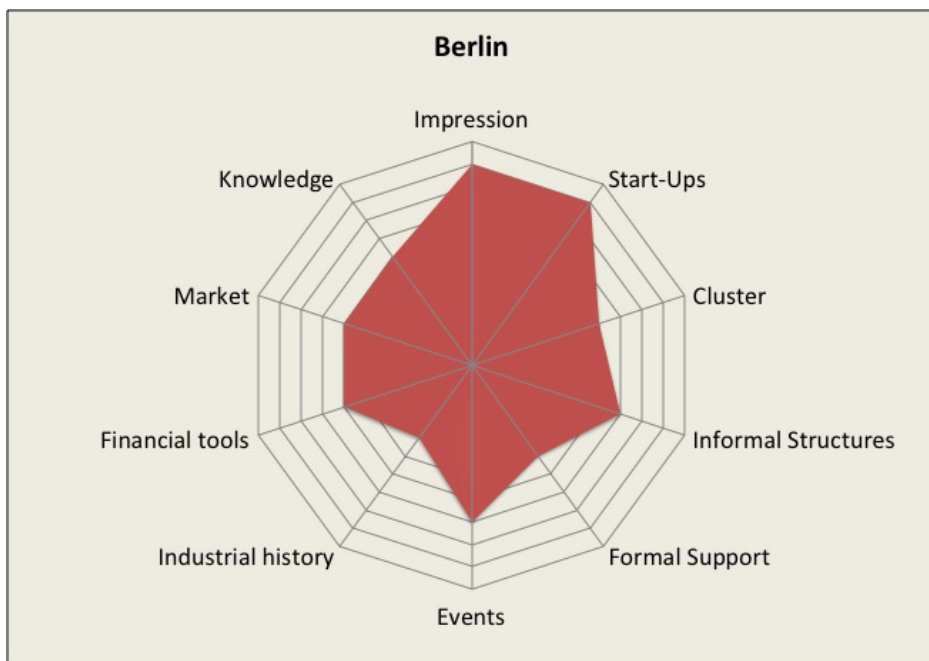 Berlin
Impression
Knowledge
Start-Ups
Market
Cluster
Financial tools
Informal Structures
Industrial history
Formal Support
Events